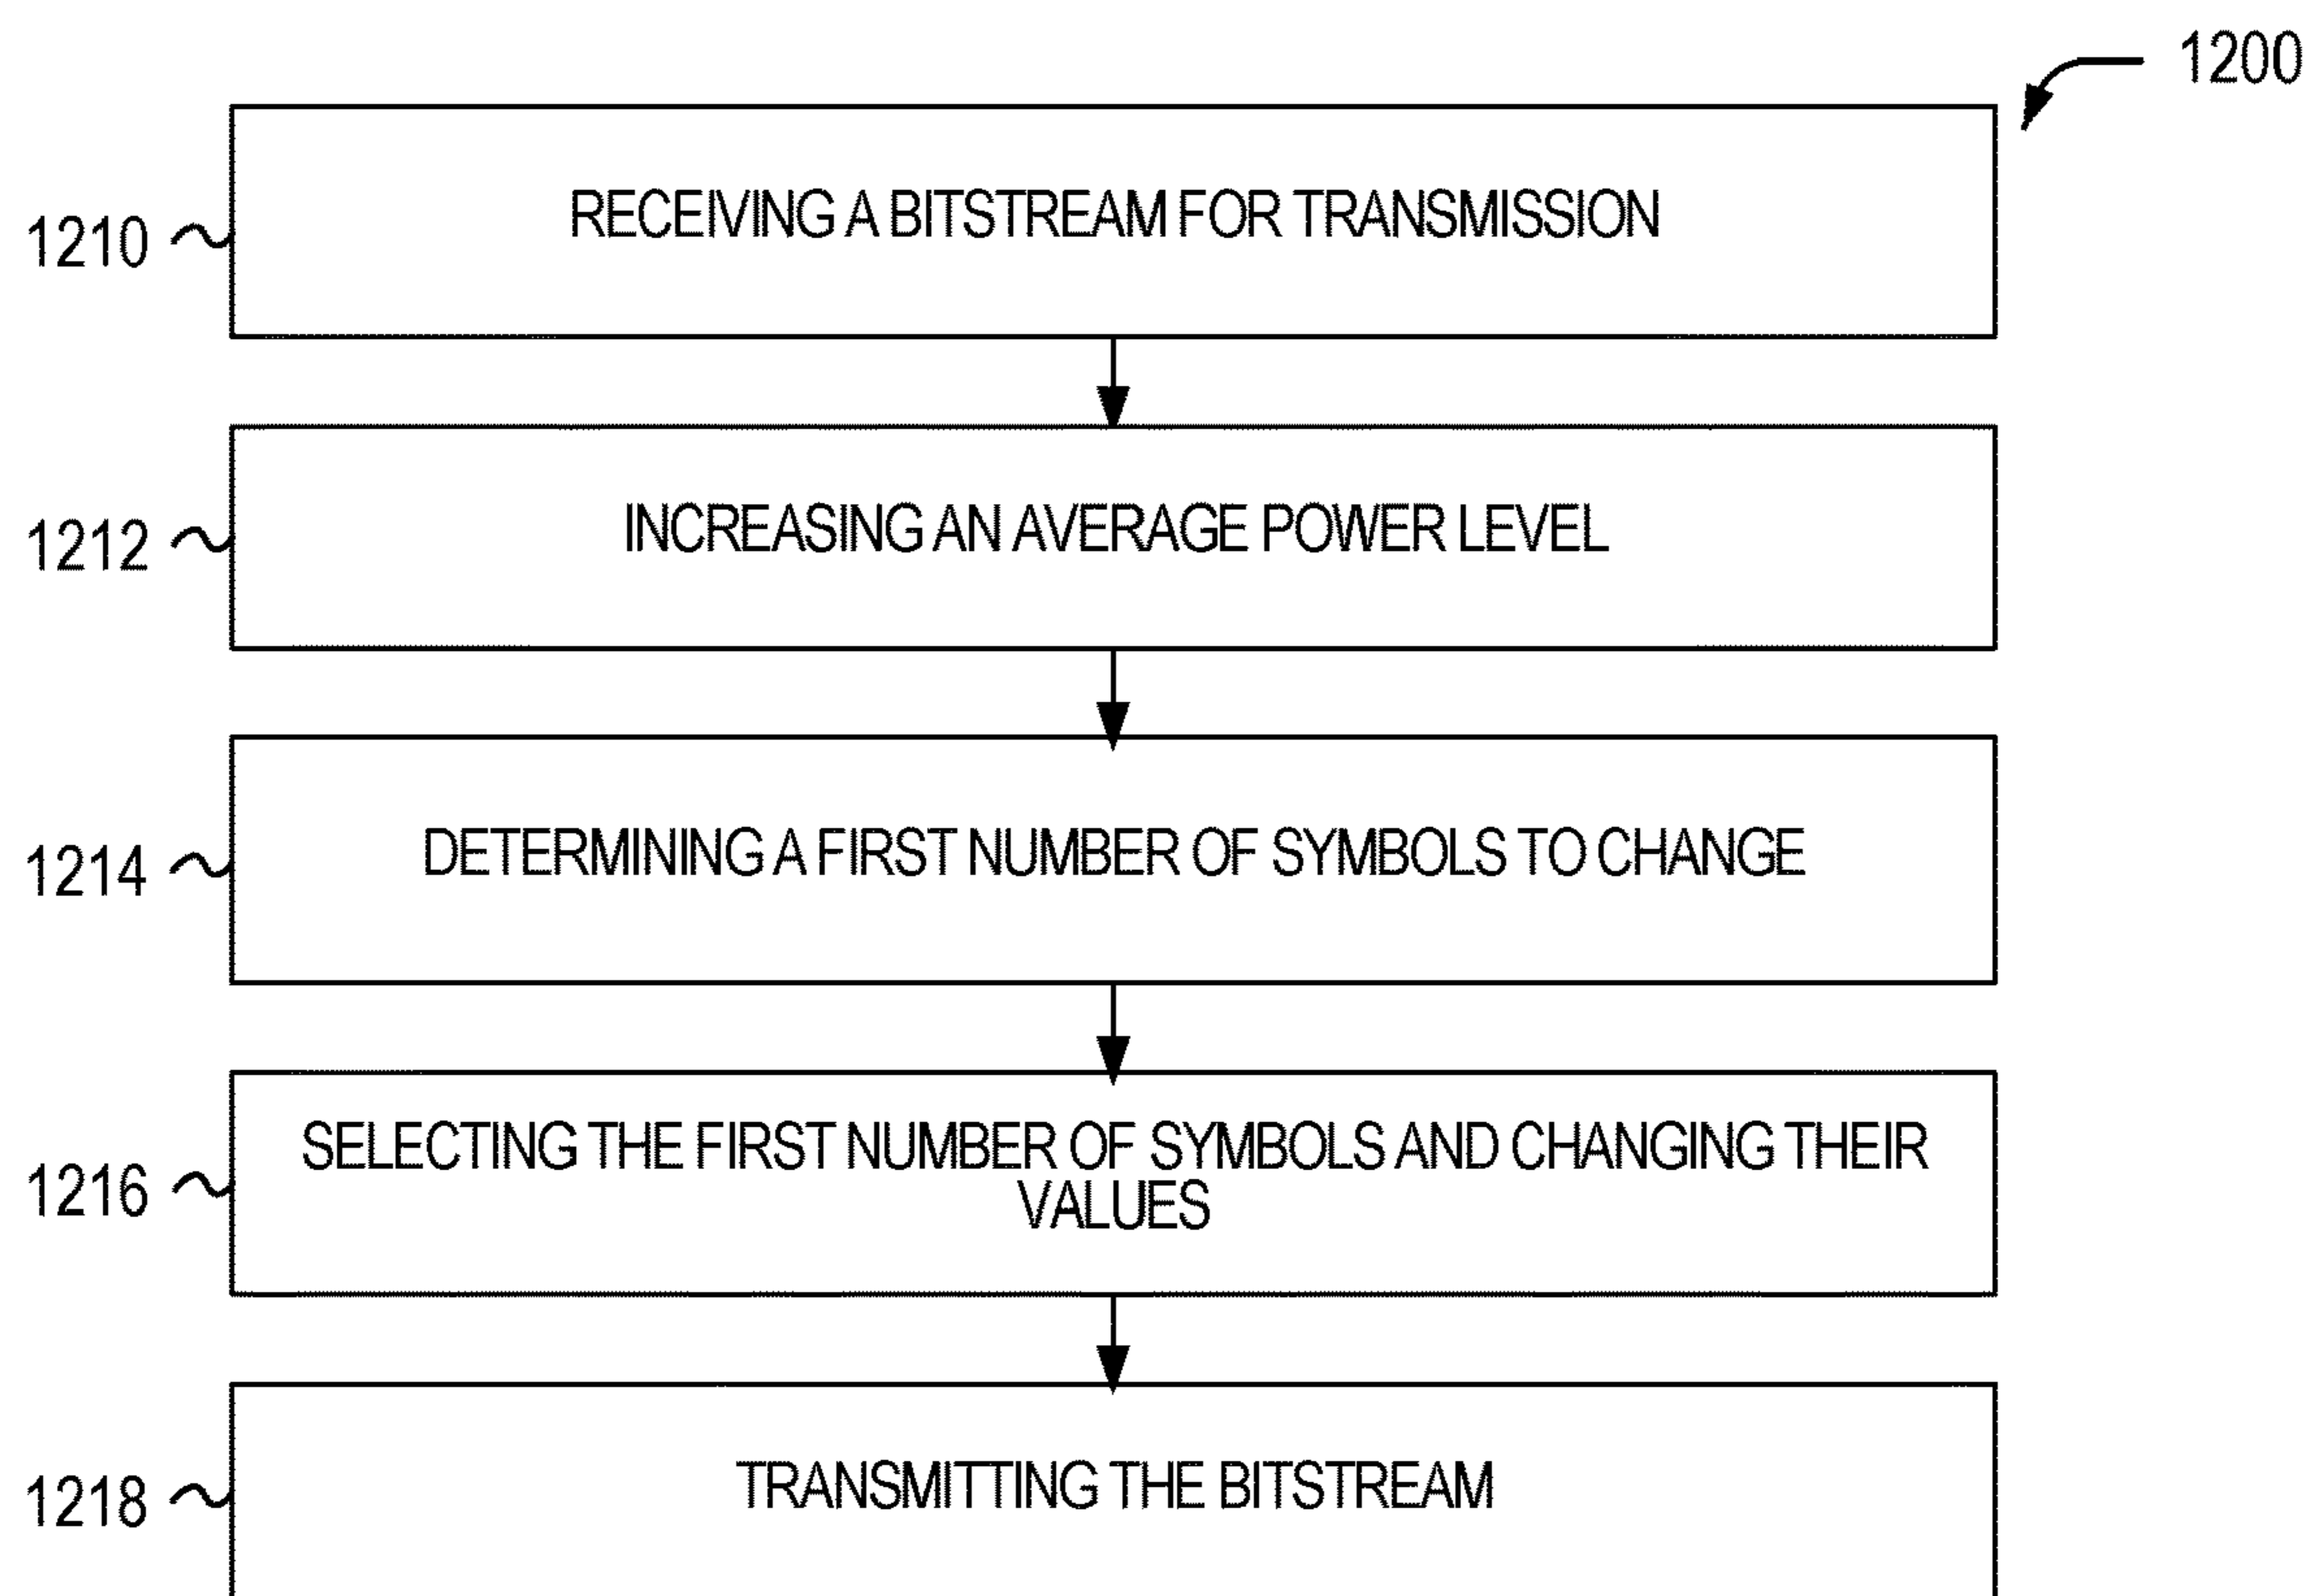 1200
1210
RECEIVING A BITSTREAM FOR TRANSMISSION
1212
INCREASING AN AVERAGE POWER LEVEL
1214
DETERMINING A FIRST NUMBER OF SYMBOLS TO CHANGE
1216
SELECTING THE FIRST NUMBER OF SYMBOLS AND CHANGING THEIR
VALUES
1218
TRANSMITTING THE BITSTREAM